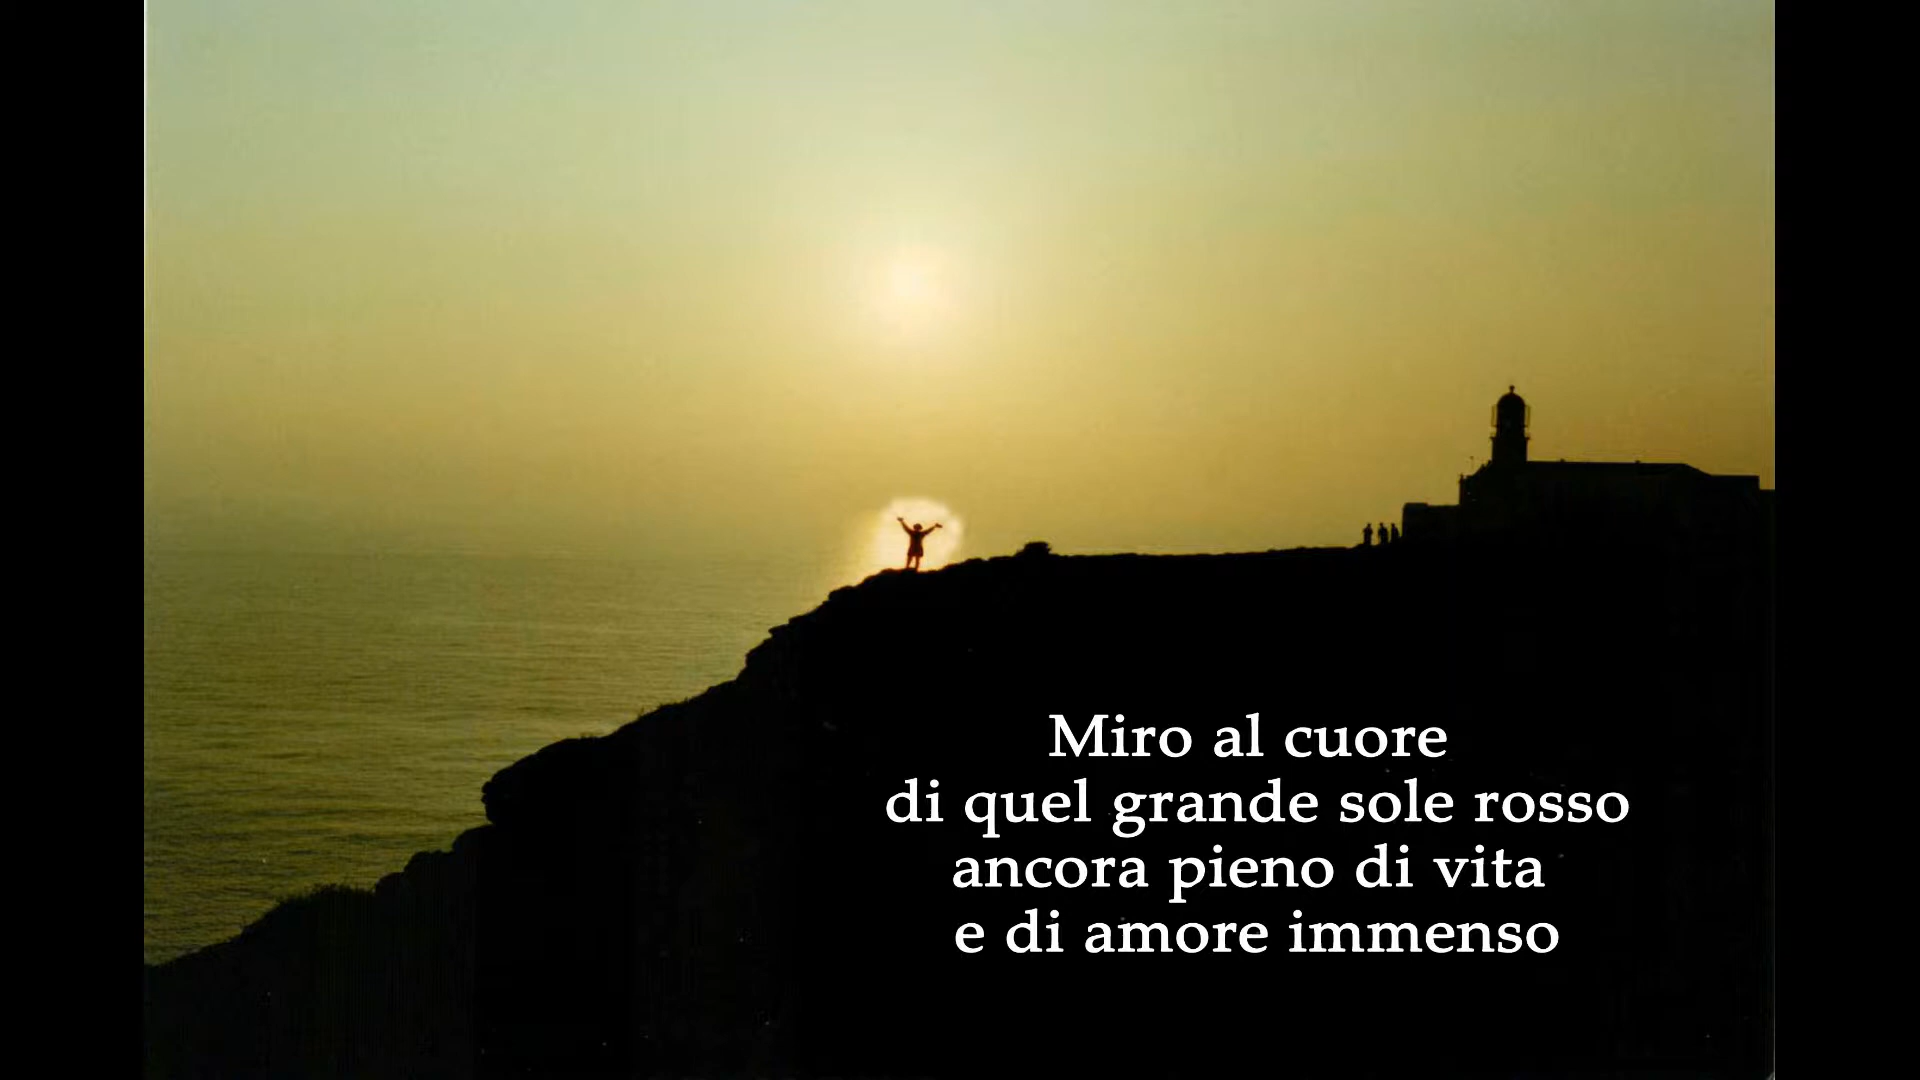 Miro al cuore
di quel grande sole rosso
ancora pieno di vita
e di amore immenso